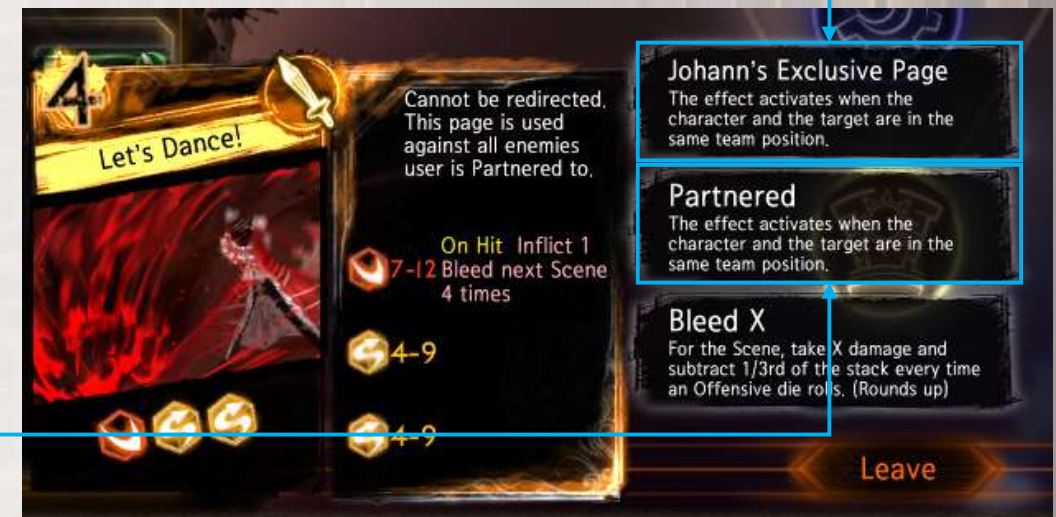 4
Let's Dance!
Cannot be redirected.
This page is used
against all enemies
user is Partnered to.
On Hit Inflict 1
7-12 Bleed next Scene
4 times
4-9
4-9
Johann's Exclusive Page
The effect activates when the
character and the target are in the
same team position.
Partnered
The effect activates when the
character and the target are in the
same team position.
Bleed X
For the Scene, take X damage and
subtract 1/3rd of the stack every time
an Offensive die rolls. (Rounds up)
Leave